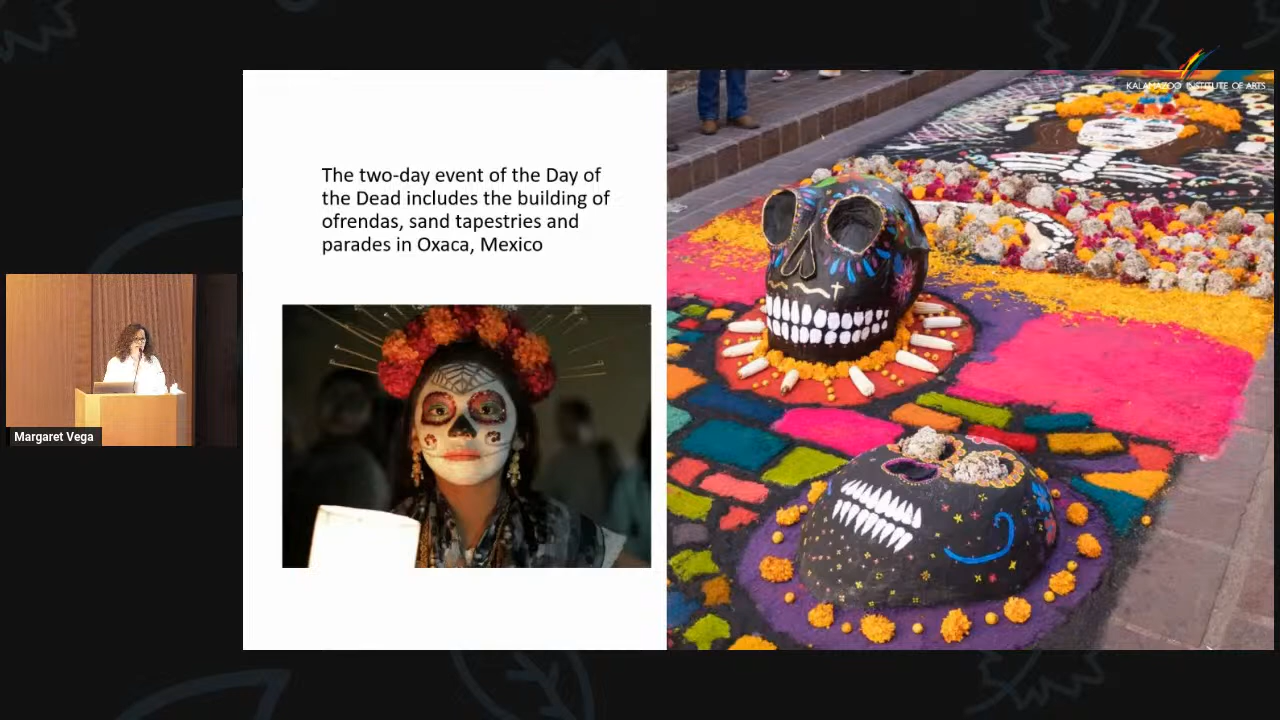 KALAMAZOO INSTITUTE OF ARTS
The two-day event of the Day of
the Dead includes the building of
ofrendas, sand tapestries and
parades in Oxaca, Mexico
Margaret Vega